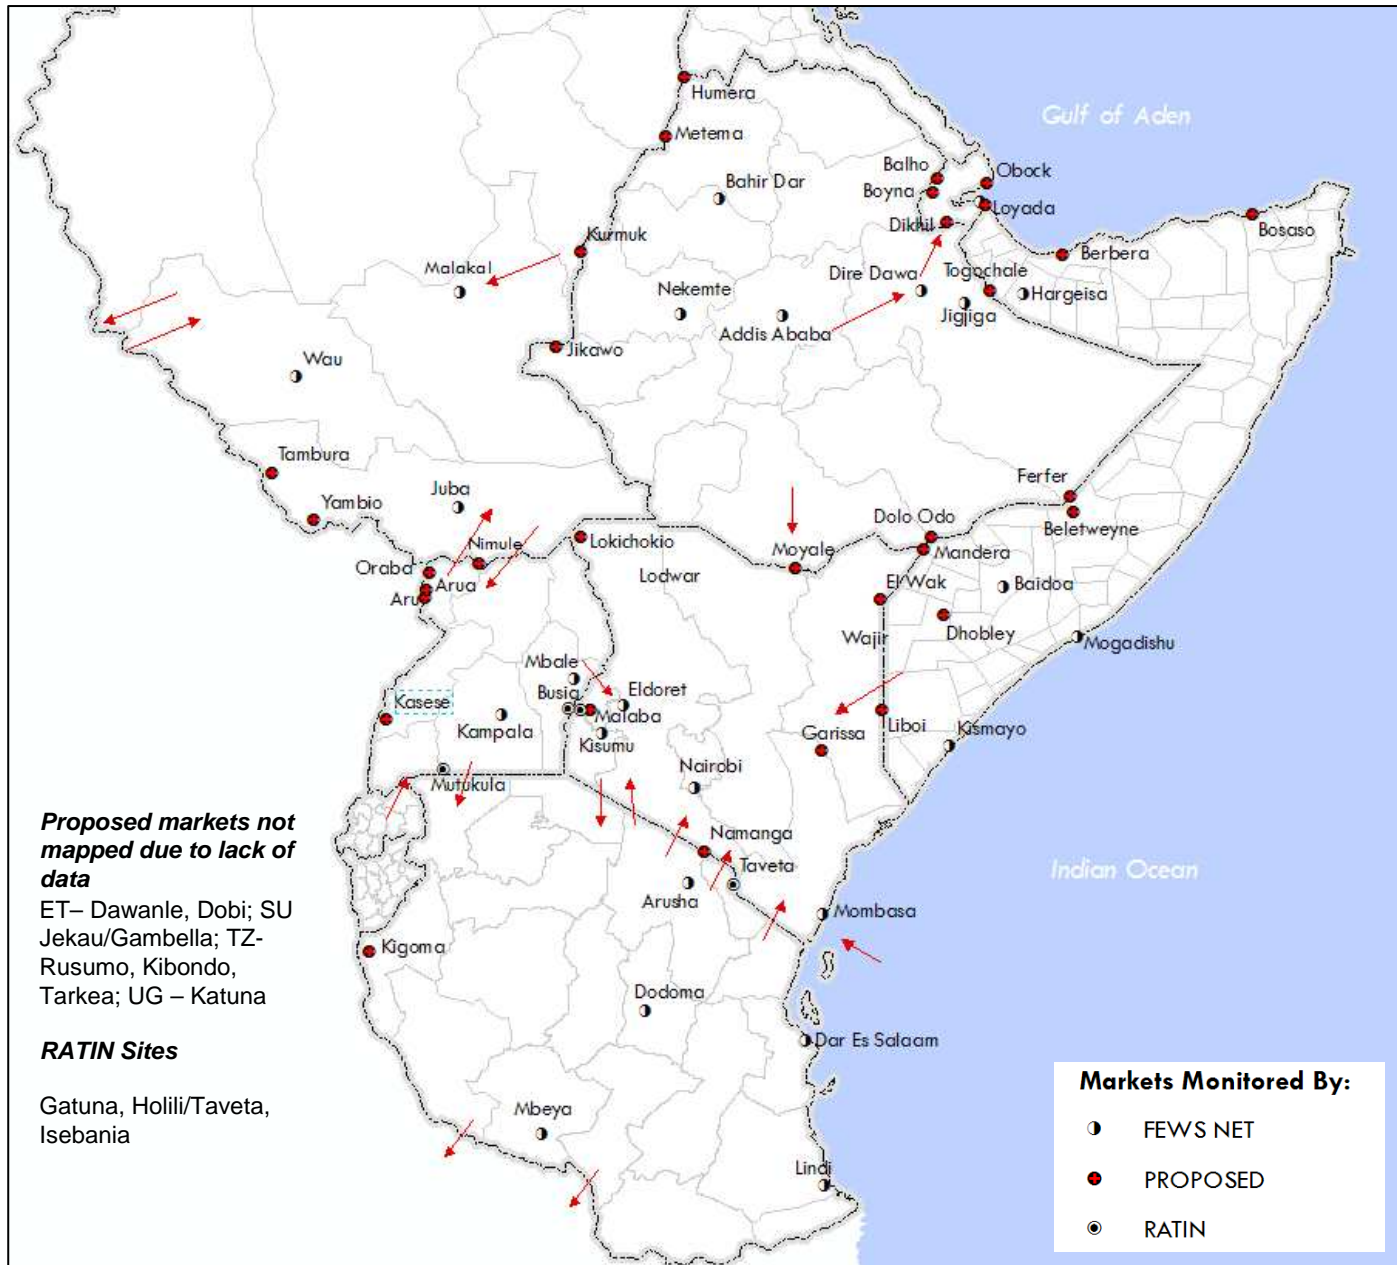 Humera
Gulf of Aden
Metema
Balho
Obock
Bahir Dar
Boyna
Loyada
Dikhil
Bosaso
Kurmuk
Berbera
Malakal
Dire Dawa
Togochale
Nekemte
Hargeisa
Addis Ababa
Jigjiga
Jikawo
Wau
Tambura
Ferfer
Juba
Yambio
Dolo Odo
Beletweyne
Nimule
Lokichokio
Moyale
Mandera
Oraba
Lodwar
Arua
El Wak
Baidoa
Aru
Wajir
Dhobley
Mogadishu
Mbale
Busia
Eldoret
Kasese
Malaba
Liboi
Kampala
Kisumu
Garissa
Kismayo
Nairobi
Mutukula
Proposed markets not
mapped due to lack of
data
ET– Dawanle, Dobi; SU
Jekau/Gambella; TZ-
Rusumo, Kibondo,
Tarkea; UG – Katuna
RATIN Sites
Gatuna, Holili/Taveta,
Isebania
Namanga
Taveta
Indian Ocean
Arusha
Mombasa
Kigoma
Dodoma
Dar Es Salaam
Mbeya
Lindi
Markets Monitored By:
FEWS NET
PROPOSED
RATIN